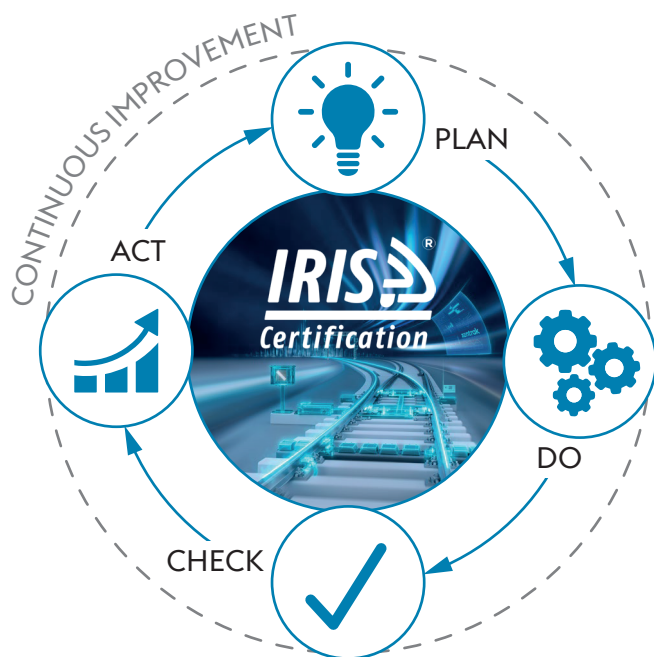 CONTINUOUS IMPROVEMENT
PLAN
ACT
IRIS ®
Certification
DO
CHECK